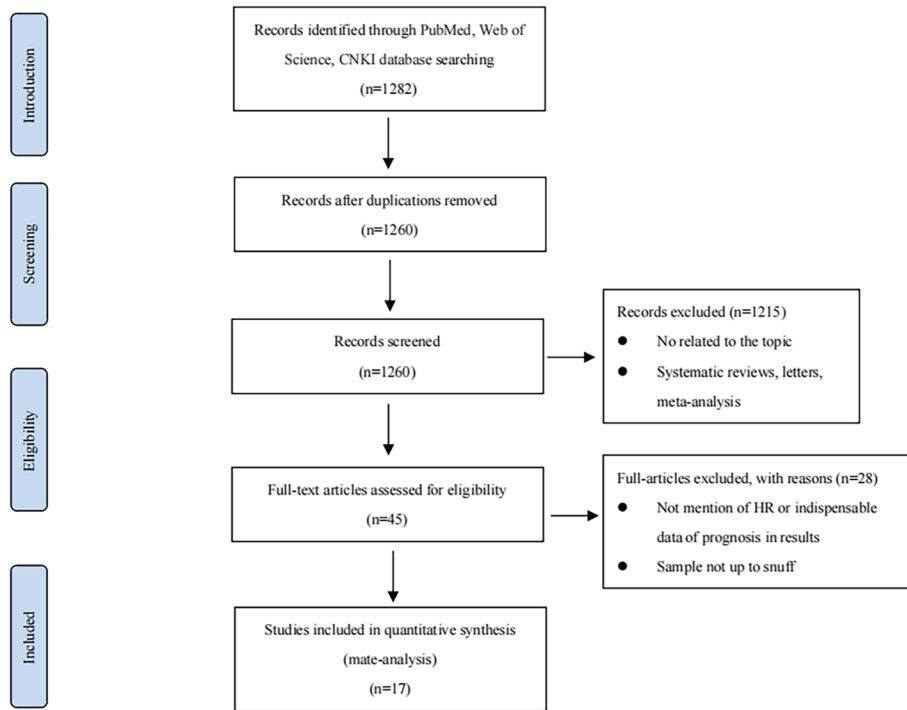 Introduction
Records identified through PubMed, Web of
Science, CNKI database searching
(n=1282)
Screening
Records after duplications removed
(n=1260)
Records screened
(n=1260)
Records excluded (n=1215)
● No related to the topic
● Systematic reviews, letters,
meta-analysis
Eligibility
Full-text articles assessed for eligibility
(n=45)
Full-articles excluded, with reasons (n=28)
● Not mention of HR or indispensable
data of prognosis in results
● Sample not up to snuff
Included
Studies included in quantitative synthesis
(mate-analysis)
(n=17)